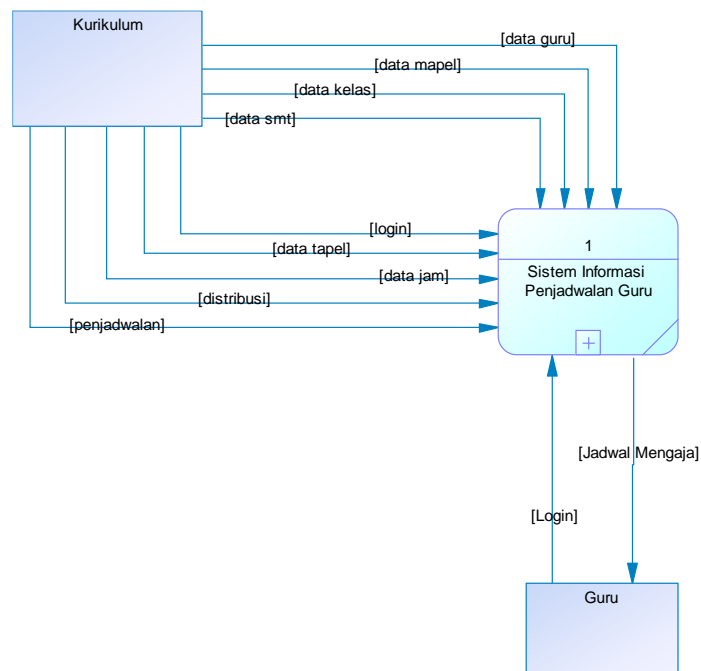 Kurikulum
[data guru]
[data mapel]
[data kelas]
[data smt]
[login]
[data tapel]
[data jam]
[distribusi]
[penjadwalan]
1
Sistem Informasi
Penjadwalan Guru
[Jadwal Mengaja]
[Login]
Guru